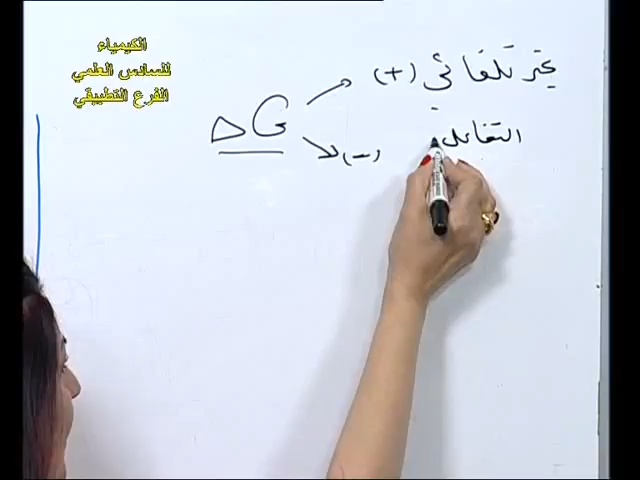 الكيمياء
للسادس العلمي
الفرع التطبيقي
غير تلقائي (+)
ΔG
(-) التفاعل